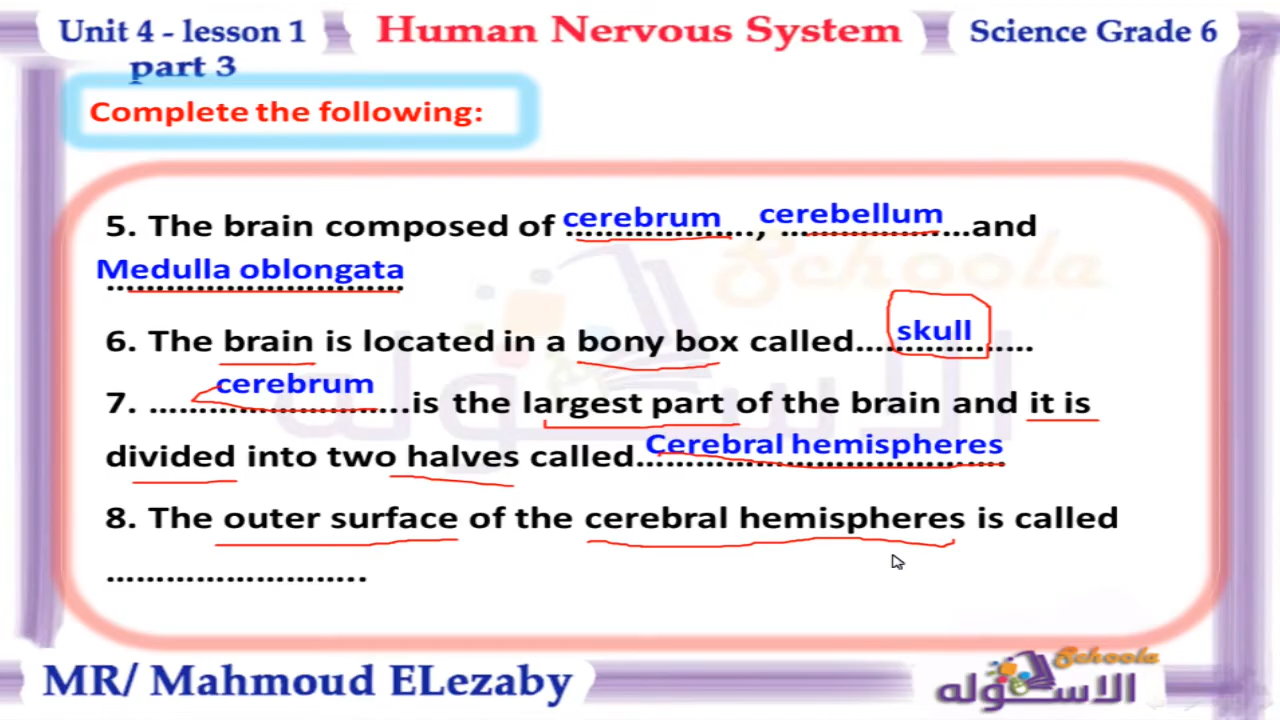 Unit 4 - lesson 1
part 3
Human Nervous System
Science Grade 6
Complete the following:
5. The brain composed of cerebrum, cerebellum and
Medulla oblongata
6. The brain is located in a bony box called skull
7. cerebrum is the largest part of the brain and it is
divided into two halves called Cerebral hemispheres
8. The outer surface of the cerebral hemispheres is called
..........................
MR/ Mahmoud ELezaby
Schoola
الاسكوله